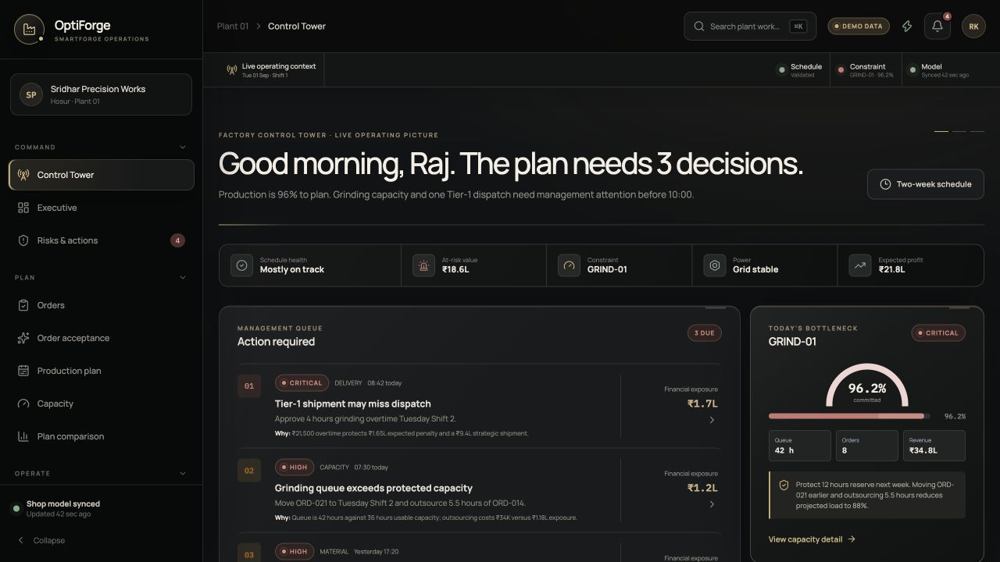 OptiForge
SMARTFORGE OPERATIONS
SP
Sridhar Precision Works
Hosur · Plant 01
COMMAND
Control Tower
Executive
Risks & actions
4
PLAN
Orders
Order acceptance
Production plan
Capacity
Plan comparison
OPERATE
Shop model synced
Updated 42 sec ago
Collapse
Plant 01 > Control Tower
Search plant work… ⌘K
DEMO DATA
4
RK
Live operating context
Tue 01 Sep · Shift 1
Schedule
Validated
Constraint
GRIND-01 · 96.2%
Model
Synced 42 sec ago
FACTORY CONTROL TOWER · LIVE OPERATING PICTURE
Good morning, Raj. The plan needs 3 decisions.
Production is 96% to plan. Grinding capacity and one Tier-1 dispatch need management attention before 10:00.
Two-week schedule
Schedule health
Mostly on track
At-risk value
₹18.6L
Constraint
GRIND-01
Power
Grid stable
Expected profit
₹21.8L
MANAGEMENT QUEUE
Action required
3 DUE
01
CRITICAL DELIVERY 08:42 today
Tier-1 shipment may miss dispatch
Approve 4 hours grinding overtime Tuesday Shift 2.
Why: ₹21,500 overtime protects ₹1.65L expected penalty and a ₹9.4L strategic shipment.
Financial exposure
₹1.7L
02
HIGH CAPACITY 07:30 today
Grinding queue exceeds protected capacity
Move ORD-021 to Tuesday Shift 2 and outsource 5.5 hours of ORD-014.
Why: Queue is 42 hours against 36 hours usable capacity; outsourcing costs ₹34K versus ₹1.18L exposure.
Financial exposure
₹1.2L
03
HIGH MATERIAL Yesterday 17:20
Financial exposure
TODAY'S BOTTLENECK
GRIND-01
CRITICAL
96.2%
committed
96.2%
Queue
42 h
Orders
8
Revenue
₹34.8L
Protect 12 hours reserve next week. Moving ORD-
021 earlier and outsourcing 5.5 hours reduces
projected load to 88%.
View capacity detail